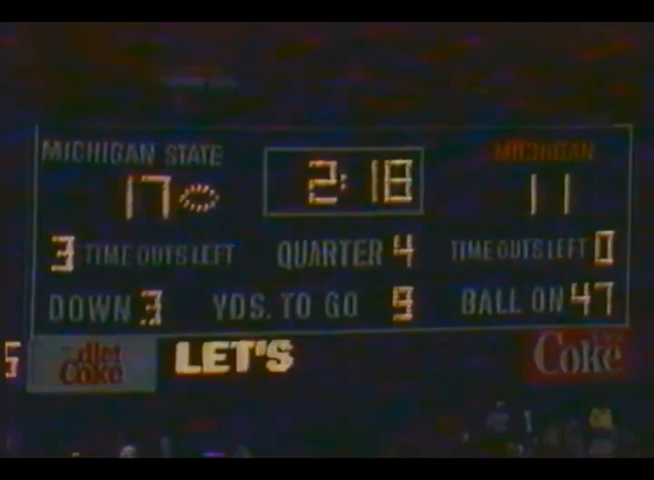 MICHIGAN STATE 2:18 MICHIGAN
17 11
3 TIME OUTS LEFT QUARTER 4 TIME OUTS LEFT 0
DOWN 3 YDS. TO GO 9 BALL ON 47
diet Coke LET'S Coke